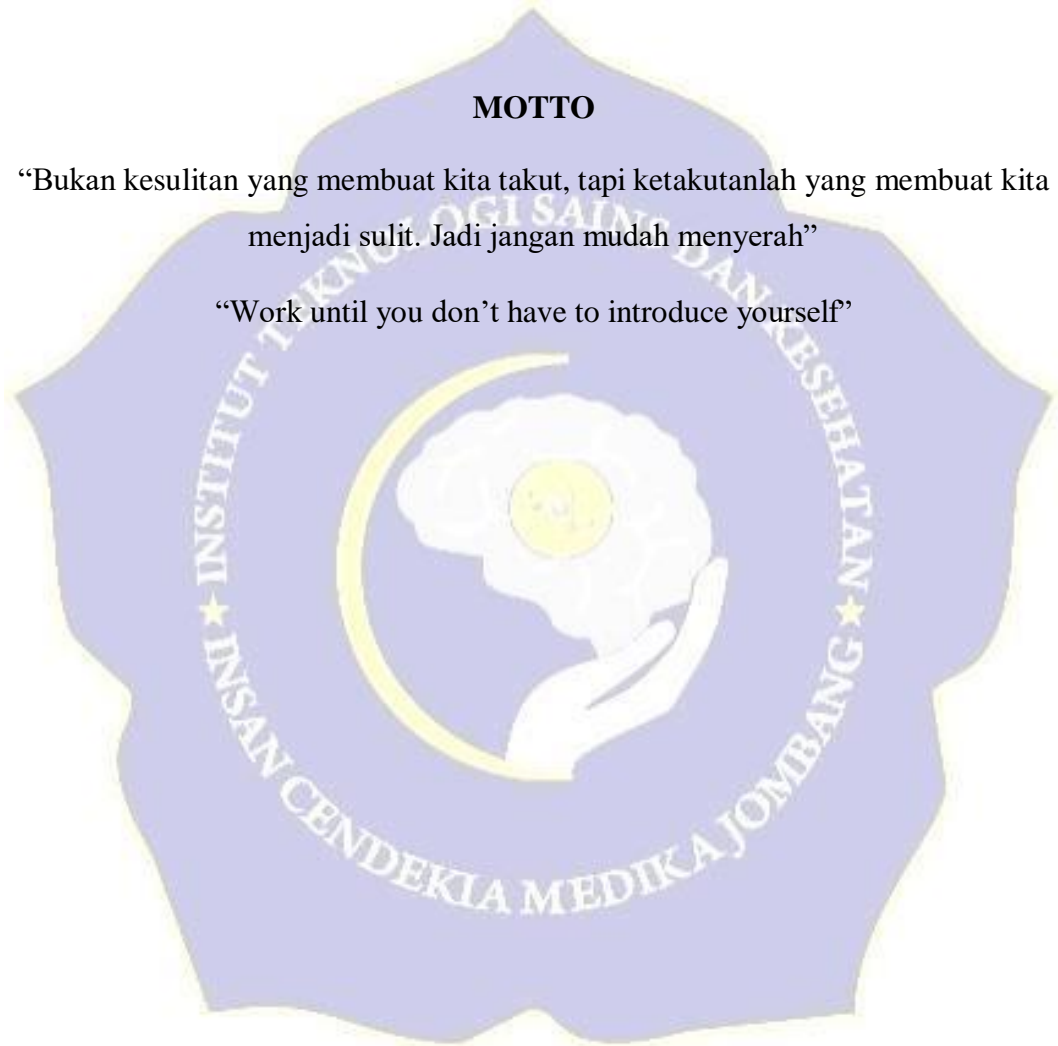 MOTTO
“Bukan kesulitan yang membuat kita takut, tapi ketakutanlah yang membuat kita
menjadi sulit. Jadi jangan mudah menyerah”
“Work until you don’t have to introduce yourself”
INSTITUT TEKNOLOGI SAINS DAN KESEHATAN
INSAN CENDEKIA MEDIKA JOMBANG